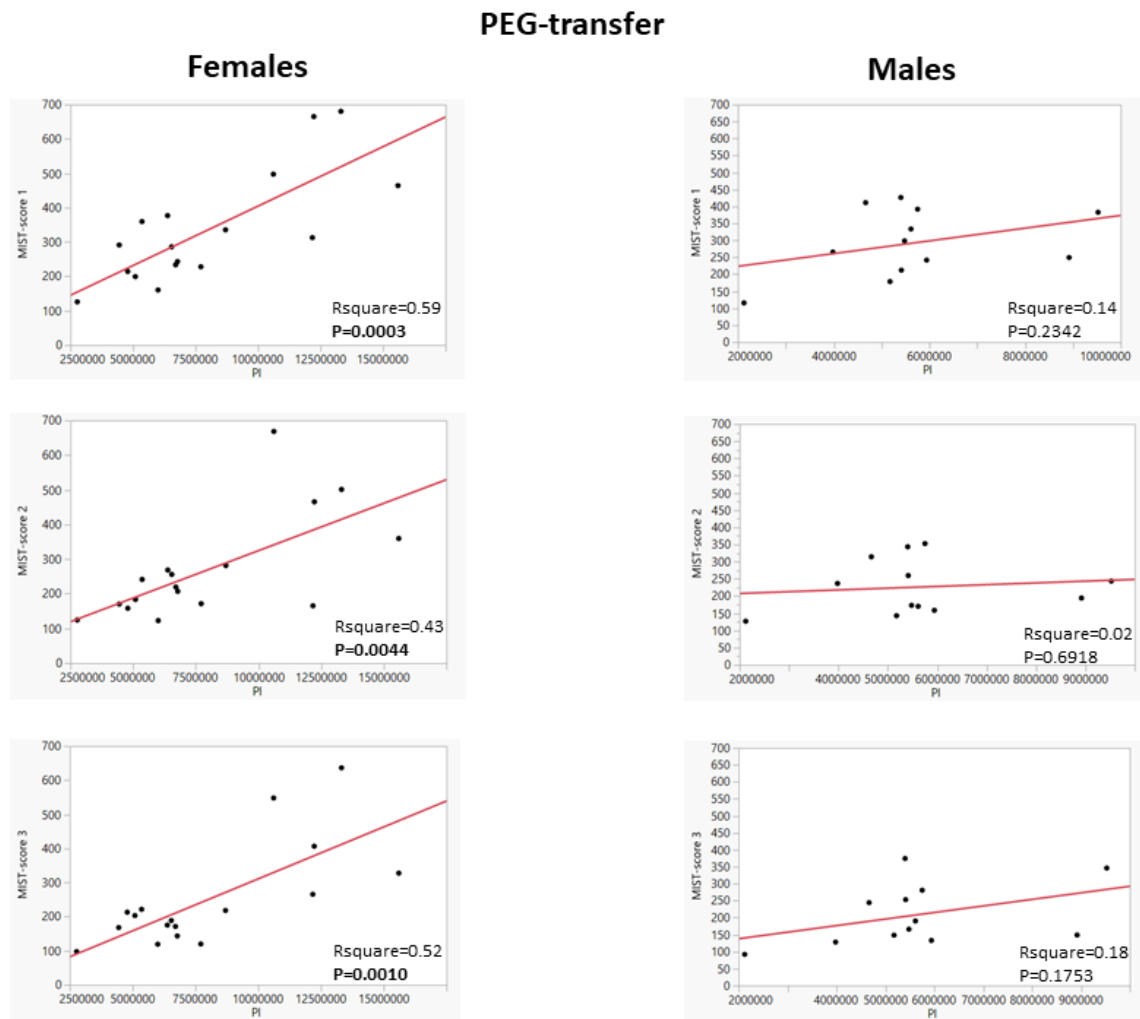 PEG-transfer
Females
Males
700
600
500
400
300
200
100
0
MIST-score 1
2500000 5000000 7500000 10000000 12500000 15000000
PI
Rsquare=0.59
P=0.0003
700
650
600
550
500
450
400
350
300
250
200
150
100
50
0
MIST-score 1
2000000 4000000 6000000 8000000 10000000
PI
Rsquare=0.14
P=0.2342
700
600
500
400
300
200
100
0
MIST-score 2
2500000 5000000 7500000 10000000 12500000 15000000
PI
Rsquare=0.43
P=0.0044
700
650
600
550
500
450
400
350
300
250
200
150
100
50
0
MIST-score 2
2000000 4000000 5000000 6000000 7000000 9000000
PI
Rsquare=0.02
P=0.6918
700
600
500
400
300
200
100
0
MIST-score 3
2500000 5000000 7500000 10000000 12500000 15000000
PI
Rsquare=0.52
P=0.0010
700
650
600
550
500
450
400
350
300
250
200
150
100
50
0
MIST-score 3
2000000 4000000 5000000 6000000 7000000 9000000
PI
Rsquare=0.18
P=0.1753